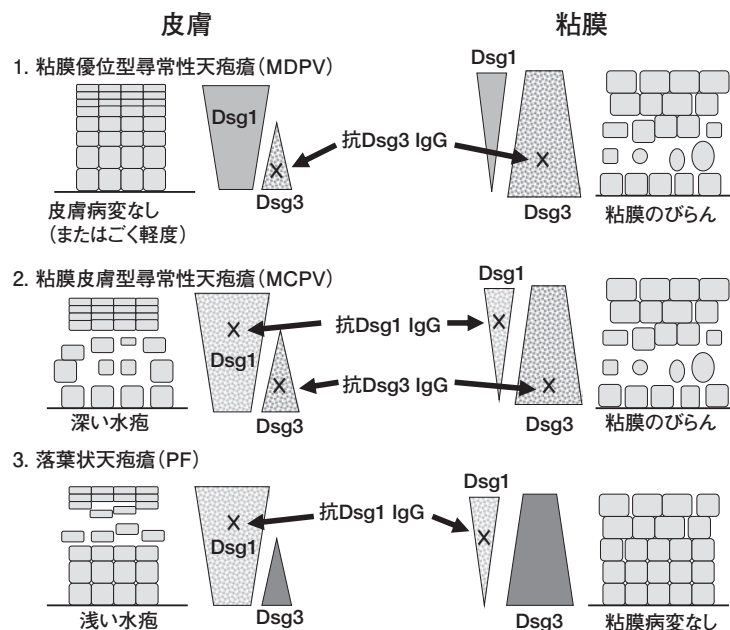 皮膚
粘膜
1. 粘膜優位型尋常性天疱瘡（MDPV）
Dsg1
Dsg3
抗Dsg3 IgG
Dsg1
Dsg3
皮膚病変なし
（またはごく軽度）
粘膜のびらん
2. 粘膜皮膚型尋常性天疱瘡（MCPV）
Dsg1
Dsg3
抗Dsg1 IgG
抗Dsg3 IgG
Dsg1
Dsg3
深い水疱
粘膜のびらん
3. 落葉状天疱瘡（PF）
Dsg1
Dsg3
抗Dsg1 IgG
Dsg1
Dsg3
浅い水疱
粘膜病変なし